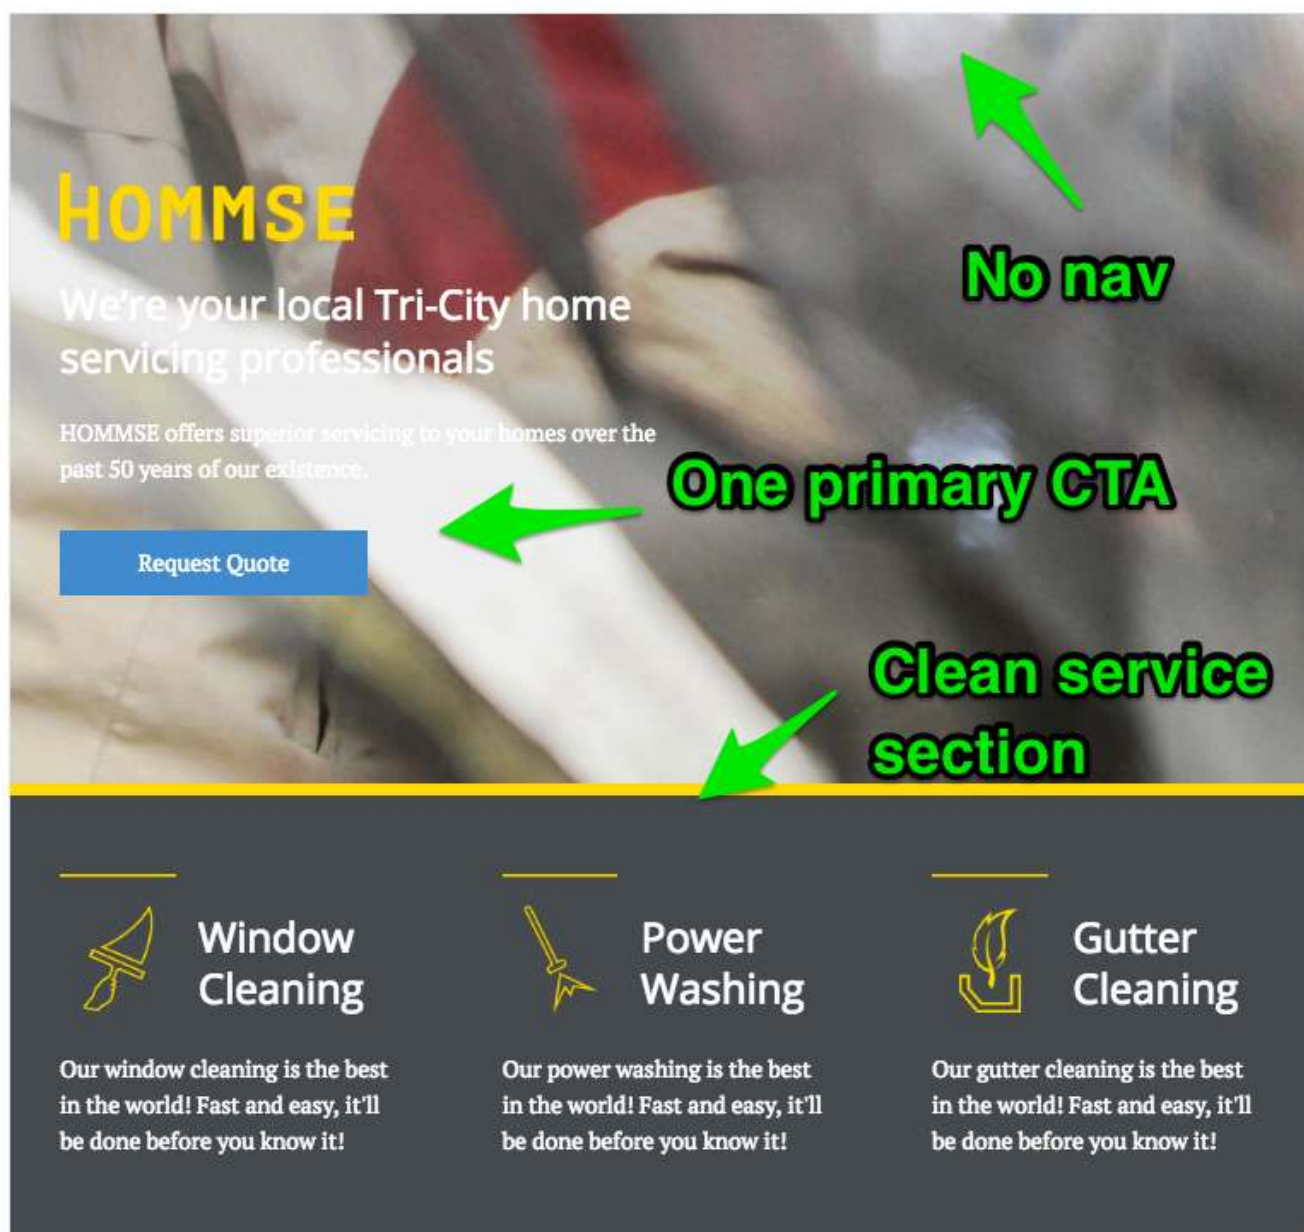 HOMMSE
We're your local Tri-City home
servicing professionals
HOMMSE offers superior servicing to your homes over the
past 50 years of our existence.
Request Quote
No nav
One primary CTA
Clean service
section
Window
Cleaning
Our window cleaning is the best
in the world! Fast and easy, it'll
be done before you know it!
Power
Washing
Our power washing is the best
in the world! Fast and easy, it'll
be done before you know it!
Gutter
Cleaning
Our gutter cleaning is the best
in the world! Fast and easy, it'll
be done before you know it!